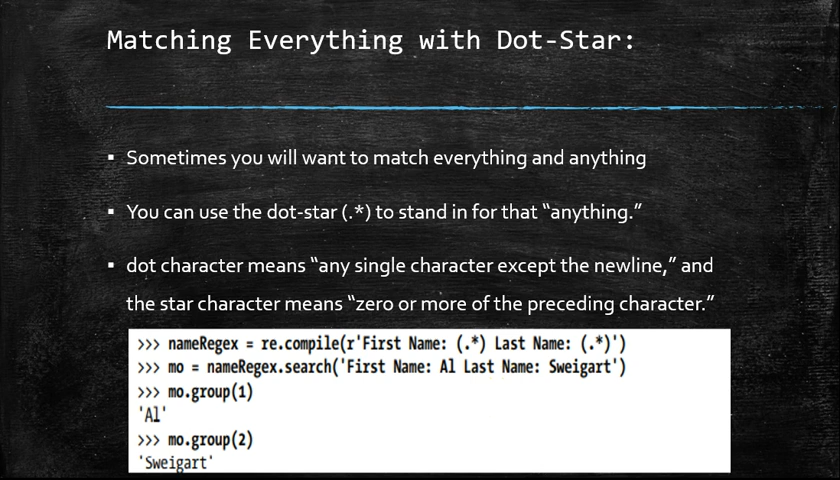 Matching Everything with Dot-Star:
▪ Sometimes you will want to match everything and anything
▪ You can use the dot-star (.*) to stand in for that “anything.”
▪ dot character means “any single character except the newline,” and
the star character means “zero or more of the preceding character.”
>>> nameRegex = re.compile(r'First Name: (.*) Last Name: (.*)')
>>> mo = nameRegex.search('First Name: Al Last Name: Sweigart')
>>> mo.group(1)
'Al'
>>> mo.group(2)
'Sweigart'